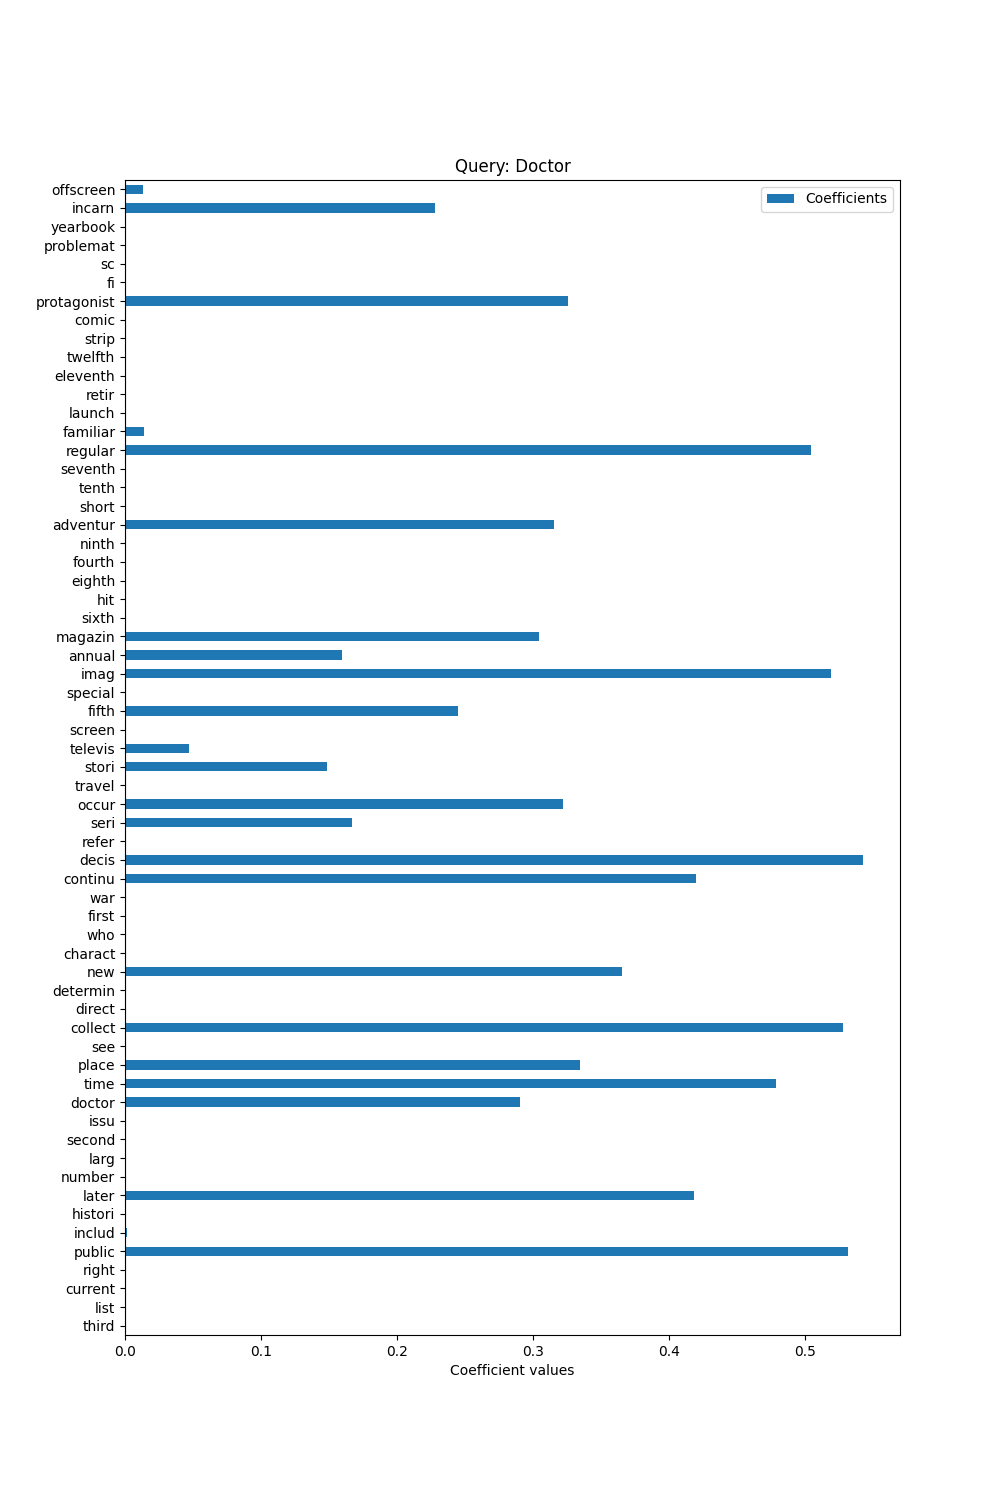 Query: Doctor
Coefficients
offscreen
incarn
yearbook
problemat
sc
fi
protagonist
comic
strip
twelfth
eleventh
retir
launch
familiar
regular
seventh
tenth
short
adventur
ninth
fourth
eighth
hit
sixth
magazin
annual
imag
special
fifth
screen
televis
stori
travel
occur
seri
refer
decis
continu
war
first
who
charact
new
determin
direct
collect
see
place
time
doctor
issu
second
larg
number
later
histori
includ
public
right
current
list
third
0.0 0.1 0.2 0.3 0.4 0.5
Coefficient values